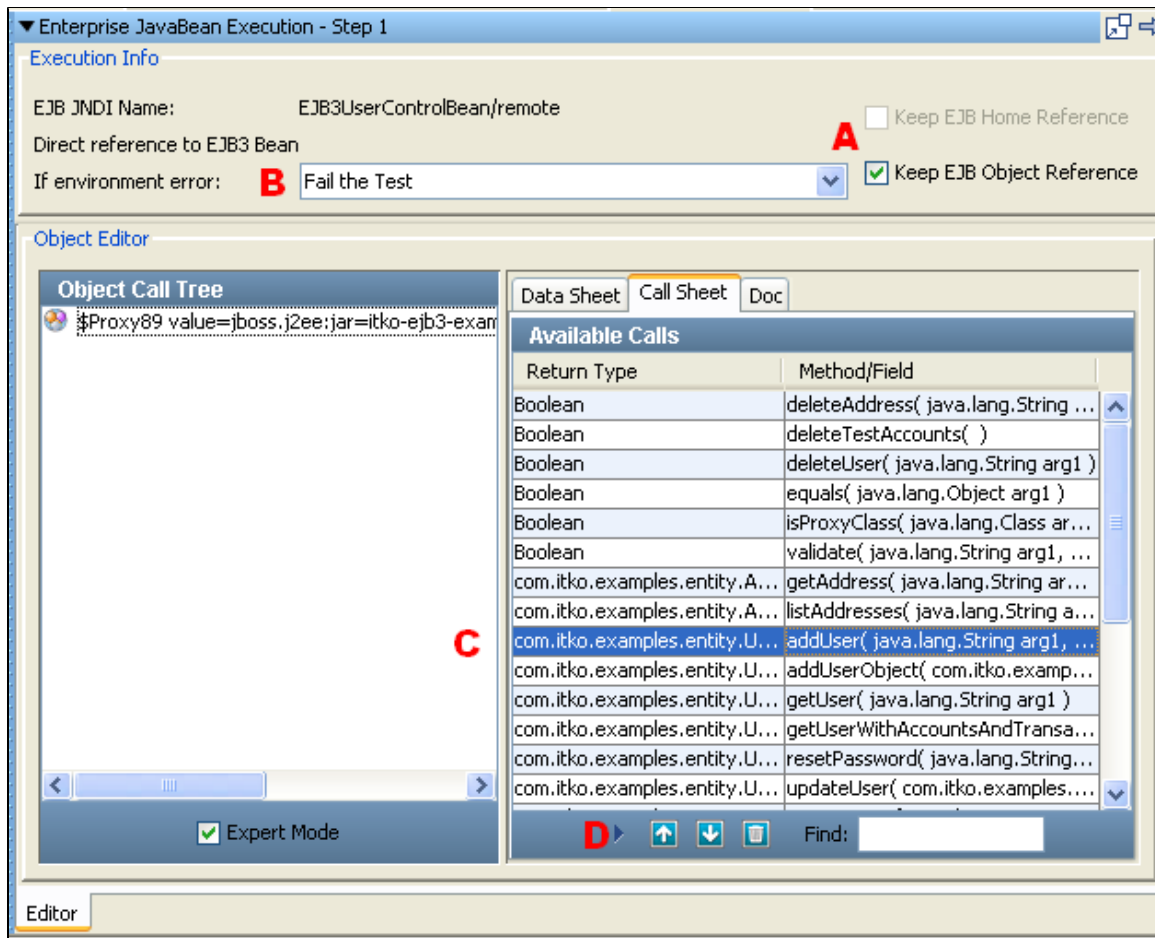 Enterprise JavaBean Execution - Step 1
Execution Info
EJB JNDI Name: EJB3UserControlBean/remote
Keep EJB Home Reference
A
Direct reference to EJB3 Bean
If environment error: B Fail the Test
Keep EJB Object Reference
Object Editor
Object Call Tree
$Proxy89 value=jboss.j2ee:jar=itko-ejb3-exam
Data Sheet Call Sheet Doc
Available Calls
Return Type Method/Field
Boolean deleteAddress( java.lang.String ...
Boolean deleteTestAccounts( )
Boolean deleteUser( java.lang.String arg1 )
Boolean equals( java.lang.Object arg1 )
Boolean isProxyClass( java.lang.Class ar...
Boolean validate( java.lang.String arg1, ...
com.itko.examples.entity.A... getAddress( java.lang.String ar...
com.itko.examples.entity.A... listAddresses( java.lang.String a...
C
com.itko.examples.entity.U... addUser( java.lang.String arg1, ...
com.itko.examples.entity.U... addUserObject( com.itko.examp...
com.itko.examples.entity.U... getUser( java.lang.String arg1 )
com.itko.examples.entity.U... getUserWithAccountsAndTransa...
com.itko.examples.entity.U... resetPassword( java.lang.String...
com.itko.examples.entity.U... updateUser( com.itko.examples....
Expert Mode
D Find:
Editor